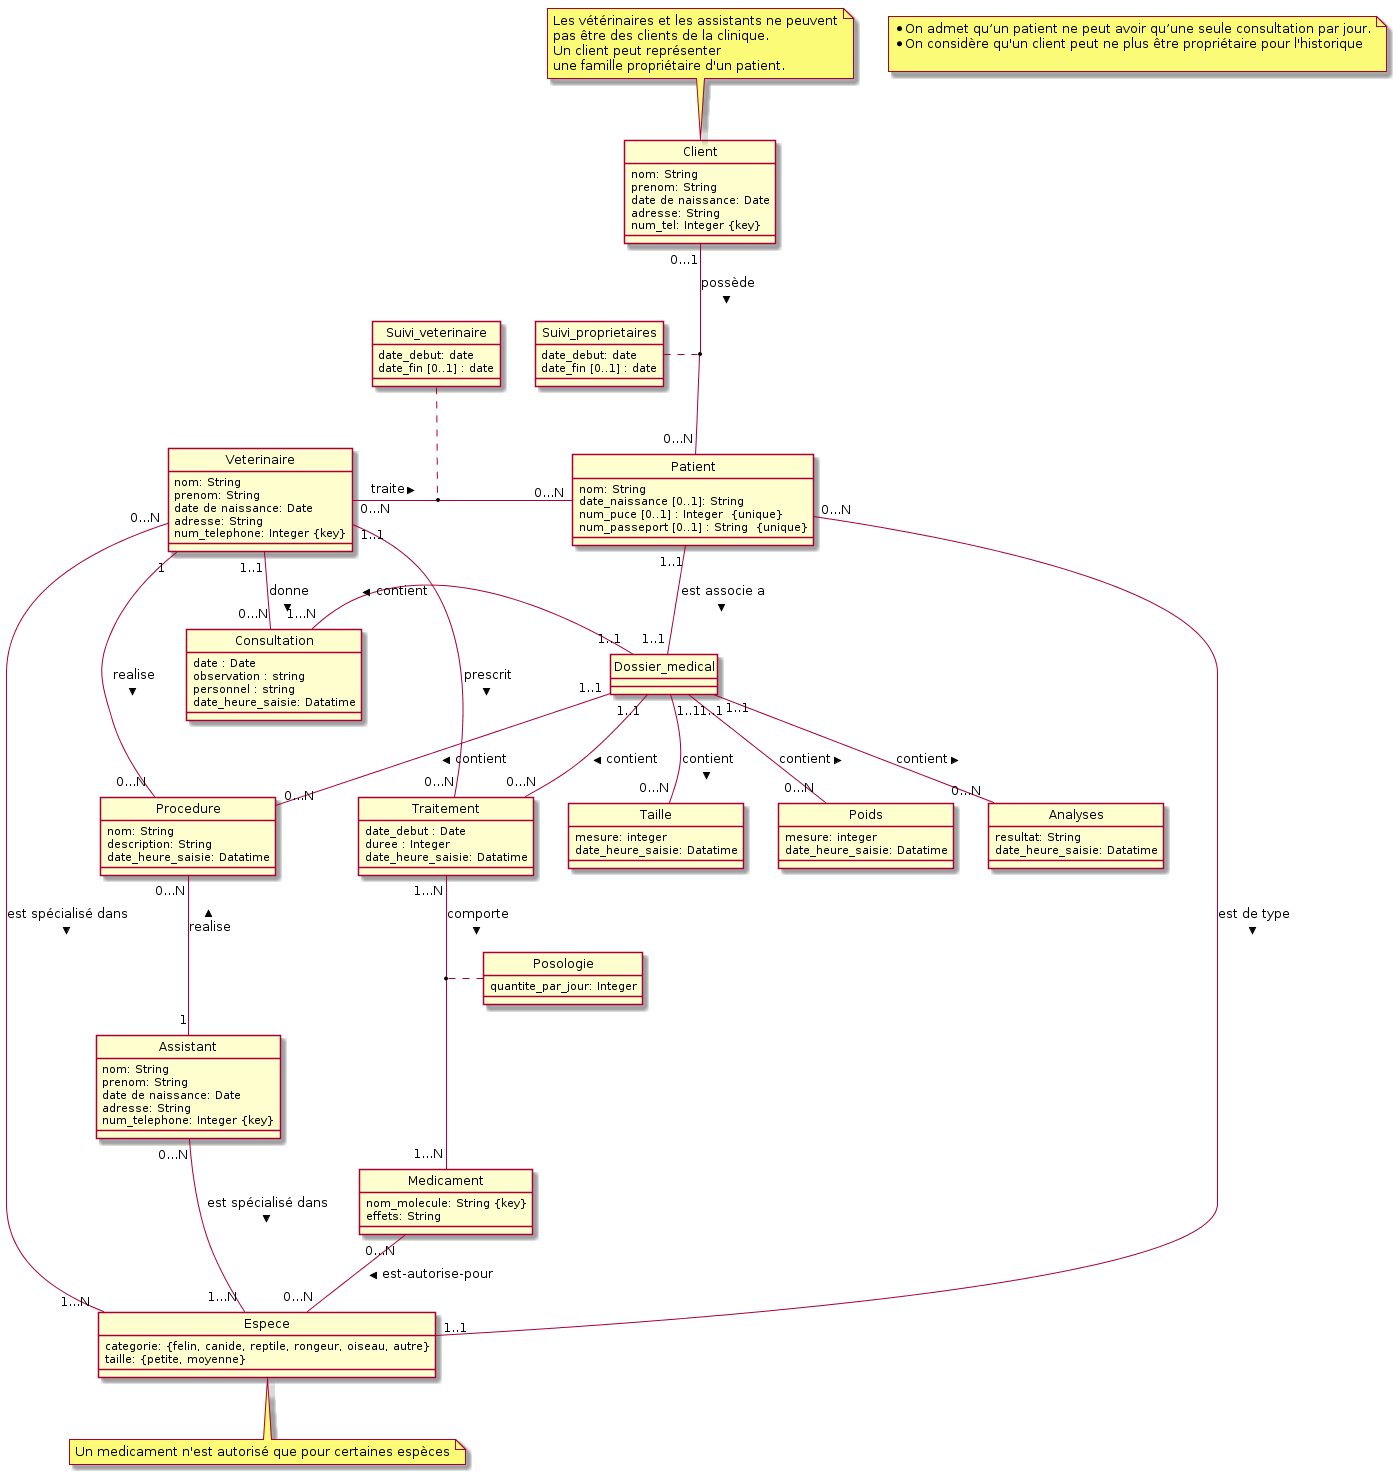 Les vétérinaires et les assistants ne peuvent
pas être des clients de la clinique.
Un client peut représenter
une famille propriétaire d'un patient.
On admet qu’un patient ne peut avoir qu’une seule consultation par jour.
On considère qu'un client peut ne plus être propriétaire pour l'historique
Client
nom: String
prenom: String
date de naissance: Date
adresse: String
num_tel: Integer {key}
0...1
possède
▼
Suivi_veterinaire
date_debut: date
date_fin [0..1] : date
Suivi_proprietaires
date_debut: date
date_fin [0..1] : date
0...N
Veterinaire
nom: String
prenom: String
date de naissance: Date
adresse: String
num_telephone: Integer {key}
traite ▶
0...N
0...N
Patient
nom: String
date_naissance [0..1]: String
num_puce [0..1] : Integer  {unique}
num_passeport [0..1] : String  {unique}
0...N
0...N
1..1
1
1..1
1..1
donne
▼
◀ contient
est associe a
▼
0...N
1...N
1..1
1..1
Consultation
date : Date
observation : string
personnel : string
date_heure_saisie: Datatime
Dossier_medical
realise
▼
prescrit
▼
1..1
1..1
1..1
1..1
1..1
◀ contient
◀ contient
contient
▼
contient ▶
contient ▶
0...N
0...N
0...N
0...N
0...N
0...N
0...N
Procedure
nom: String
description: String
date_heure_saisie: Datatime
Traitement
date_debut : Date
duree : Integer
date_heure_saisie: Datatime
Taille
mesure: integer
date_heure_saisie: Datatime
Poids
mesure: integer
date_heure_saisie: Datatime
Analyses
resultat: String
date_heure_saisie: Datatime
0...N
1...N
est spécialisé dans
▼
▲
realise
comporte
▼
est de type
▼
Posologie
quantite_par_jour: Integer
1
Assistant
nom: String
prenom: String
date de naissance: Date
adresse: String
num_telephone: Integer {key}
0...N
1...N
Medicament
nom_molecule: String {key}
effets: String
est spécialisé dans
▼
0...N
◀ est-autorise-pour
1...N
1...N
0...N
1..1
Espece
categorie: {felin, canide, reptile, rongeur, oiseau, autre}
taille: {petite, moyenne}
Un medicament n'est autorisé que pour certaines espèces